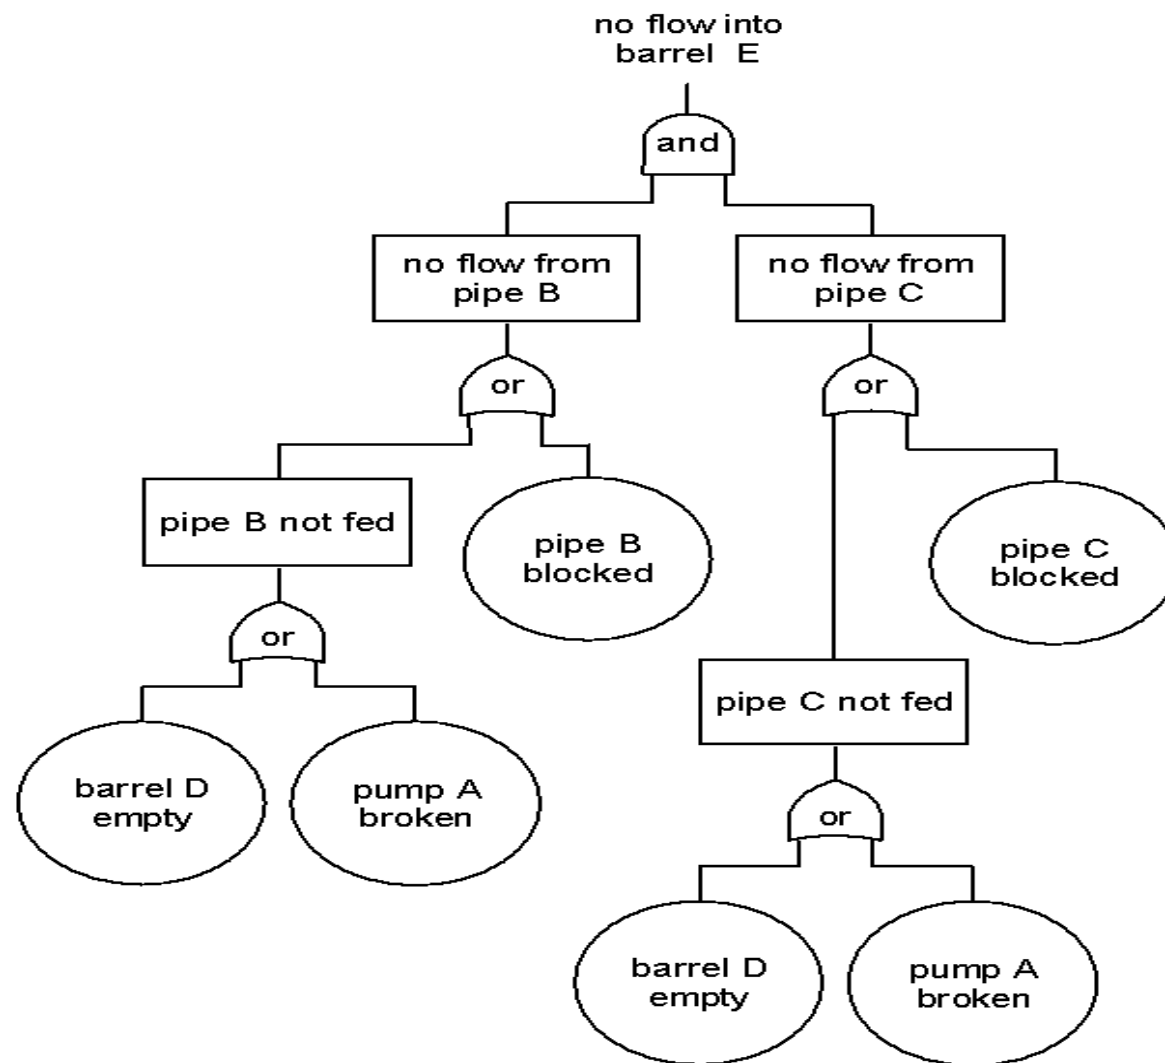 no flow into
barrel E
and
no flow from
pipe B
no flow from
pipe C
or
or
pipe B not fed
pipe B
blocked
pipe C
blocked
or
pipe C not fed
barrel D
empty
pump A
broken
or
barrel D
empty
pump A
broken